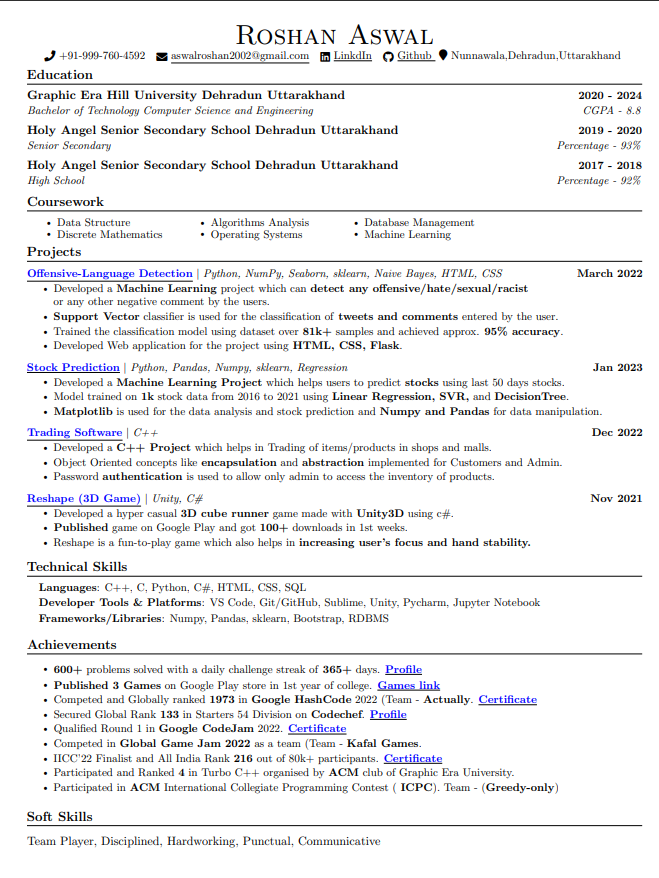 Roshan Aswal
+91-999-760-4592 aswalroshan2002@gmail.com LinkdIn Github Nunnawala,Dehradun,Uttarakhand
Education
Graphic Era Hill University Dehradun Uttarakhand 2020 - 2024
Bachelor of Technology Computer Science and Engineering CGPA - 8.8
Holy Angel Senior Secondary School Dehradun Uttarakhand 2019 - 2020
Senior Secondary Percentage - 93%
Holy Angel Senior Secondary School Dehradun Uttarakhand 2017 - 2018
High School Percentage - 92%
Coursework
• Data Structure • Algorithms Analysis • Database Management
• Discrete Mathematics • Operating Systems • Machine Learning
Projects
Offensive-Language Detection | Python, NumPy, Seaborn, sklearn, Naive Bayes, HTML, CSS March 2022
• Developed a Machine Learning project which can detect any offensive/hate/sexual/racist
or any other negative comment by the users.
• Support Vector classifier is used for the classification of tweets and comments entered by the user.
• Trained the classification model using dataset over 81k+ samples and achieved approx. 95% accuracy.
• Developed Web application for the project using HTML, CSS, Flask.
Stock Prediction | Python, Pandas, Numpy, sklearn, Regression Jan 2023
• Developed a Machine Learning Project which helps users to predict stocks using last 50 days stocks.
• Model trained on 1k stock data from 2016 to 2021 using Linear Regression, SVR, and DecisionTree.
• Matplotlib is used for the data analysis and stock prediction and Numpy and Pandas for data manipulation.
Trading Software | C++ Dec 2022
• Developed a C++ Project which helps in Trading of items/products in shops and malls.
• Object Oriented concepts like encapsulation and abstraction implemented for Customers and Admin.
• Password authentication is used to allow only admin to access the inventory of products.
Reshape (3D Game) | Unity, C# Nov 2021
• Developed a hyper casual 3D cube runner game made with Unity3D using c#.
• Published game on Google Play and got 100+ downloads in 1st weeks.
• Reshape is a fun-to-play game which also helps in increasing user's focus and hand stability.
Technical Skills
Languages: C++, C, Python, C#, HTML, CSS, SQL
Developer Tools & Platforms: VS Code, Git/GitHub, Sublime, Unity, Pycharm, Jupyter Notebook
Frameworks/Libraries: Numpy, Pandas, sklearn, Bootstrap, RDBMS
Achievements
• 600+ problems solved with a daily challenge streak of 365+ days. Profile
• Published 3 Games on Google Play store in 1st year of college. Games link
• Competed and Globally ranked 1973 in Google HashCode 2022 (Team - Actually. Certificate
• Secured Global Rank 133 in Starters 54 Division on Codechef. Profile
• Qualified Round 1 in Google CodeJam 2022. Certificate
• Competed in Global Game Jam 2022 as a team (Team - Kafal Games.
• IICC'22 Finalist and All India Rank 216 out of 80k+ participants. Certificate
• Participated and Ranked 4 in Turbo C++ organised by ACM club of Graphic Era University.
• Participated in ACM International Collegiate Programming Contest ( ICPC). Team - (Greedy-only)
Soft Skills
Team Player, Disciplined, Hardworking, Punctual, Communicative